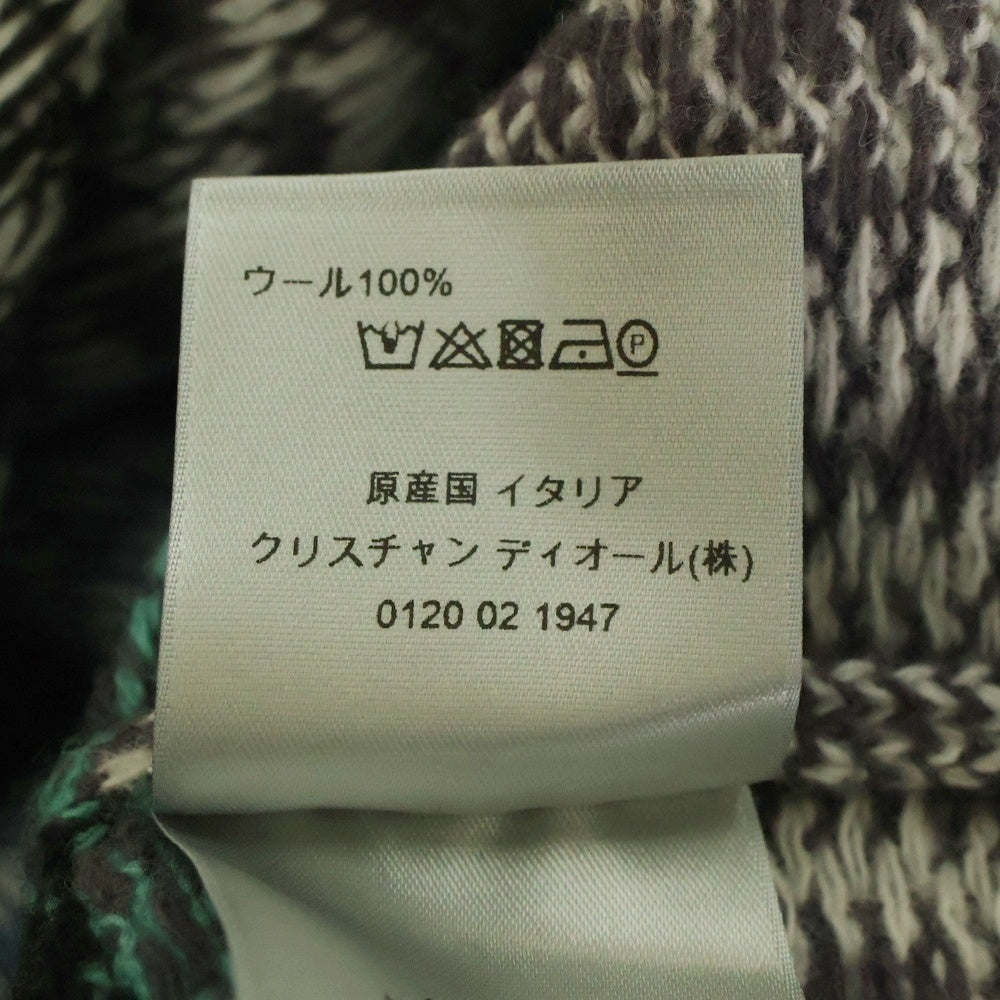 ウール100%
P
原産国 イタリア
クリスチャン ディオール(株)
0120 02 1947